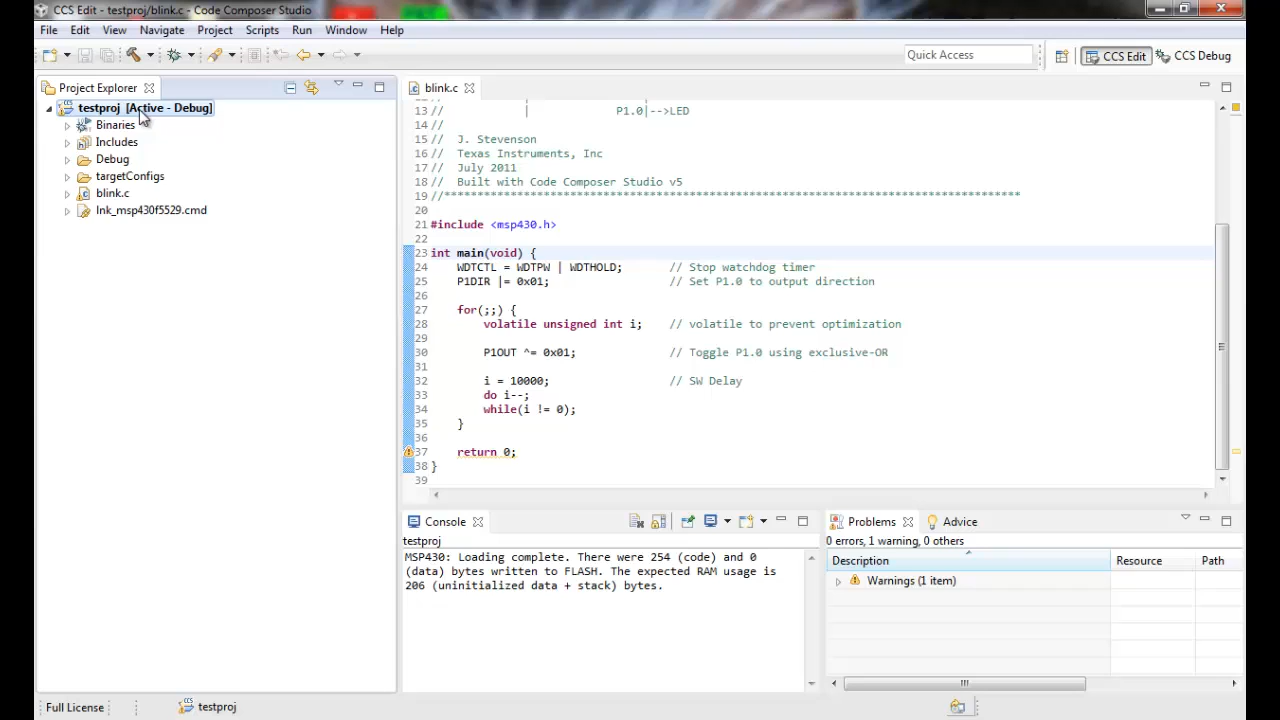 CCS Edit - testproj/blink.c - Code Composer Studio
File Edit View Navigate Project Scripts Run Window Help
Quick Access
CCS Edit
CCS Debug
Project Explorer
testproj [Active - Debug]
Binaries
Includes
Debug
targetConfigs
blink.c
lnk_msp430f5529.cmd
blink.c
13 // | P1.0|-->LED
14 //
15 // J. Stevenson
16 // Texas Instruments, Inc
17 // July 2011
18 // Built with Code Composer Studio v5
19 //***************************************************************************************
20
21 #include <msp430.h>
22
23 int main(void) {
24 WDTCTL = WDTPW | WDTHOLD; // Stop watchdog timer
25 P1DIR |= 0x01; // Set P1.0 to output direction
26
27 for(;;) {
28 volatile unsigned int i; // volatile to prevent optimization
29
30 P1OUT ^= 0x01; // Toggle P1.0 using exclusive-OR
31
32 i = 10000; // SW Delay
33 do i--;
34 while(i != 0);
35 }
36
37 return 0;
38 }
39
Console
testproj
MSP430: Loading complete. There were 254 (code) and 0
(data) bytes written to FLASH. The expected RAM usage is
206 (uninitialized data + stack) bytes.
Problems
Advice
0 errors, 1 warning, 0 others
Description Resource Path
Warnings (1 item)
Full License
testproj